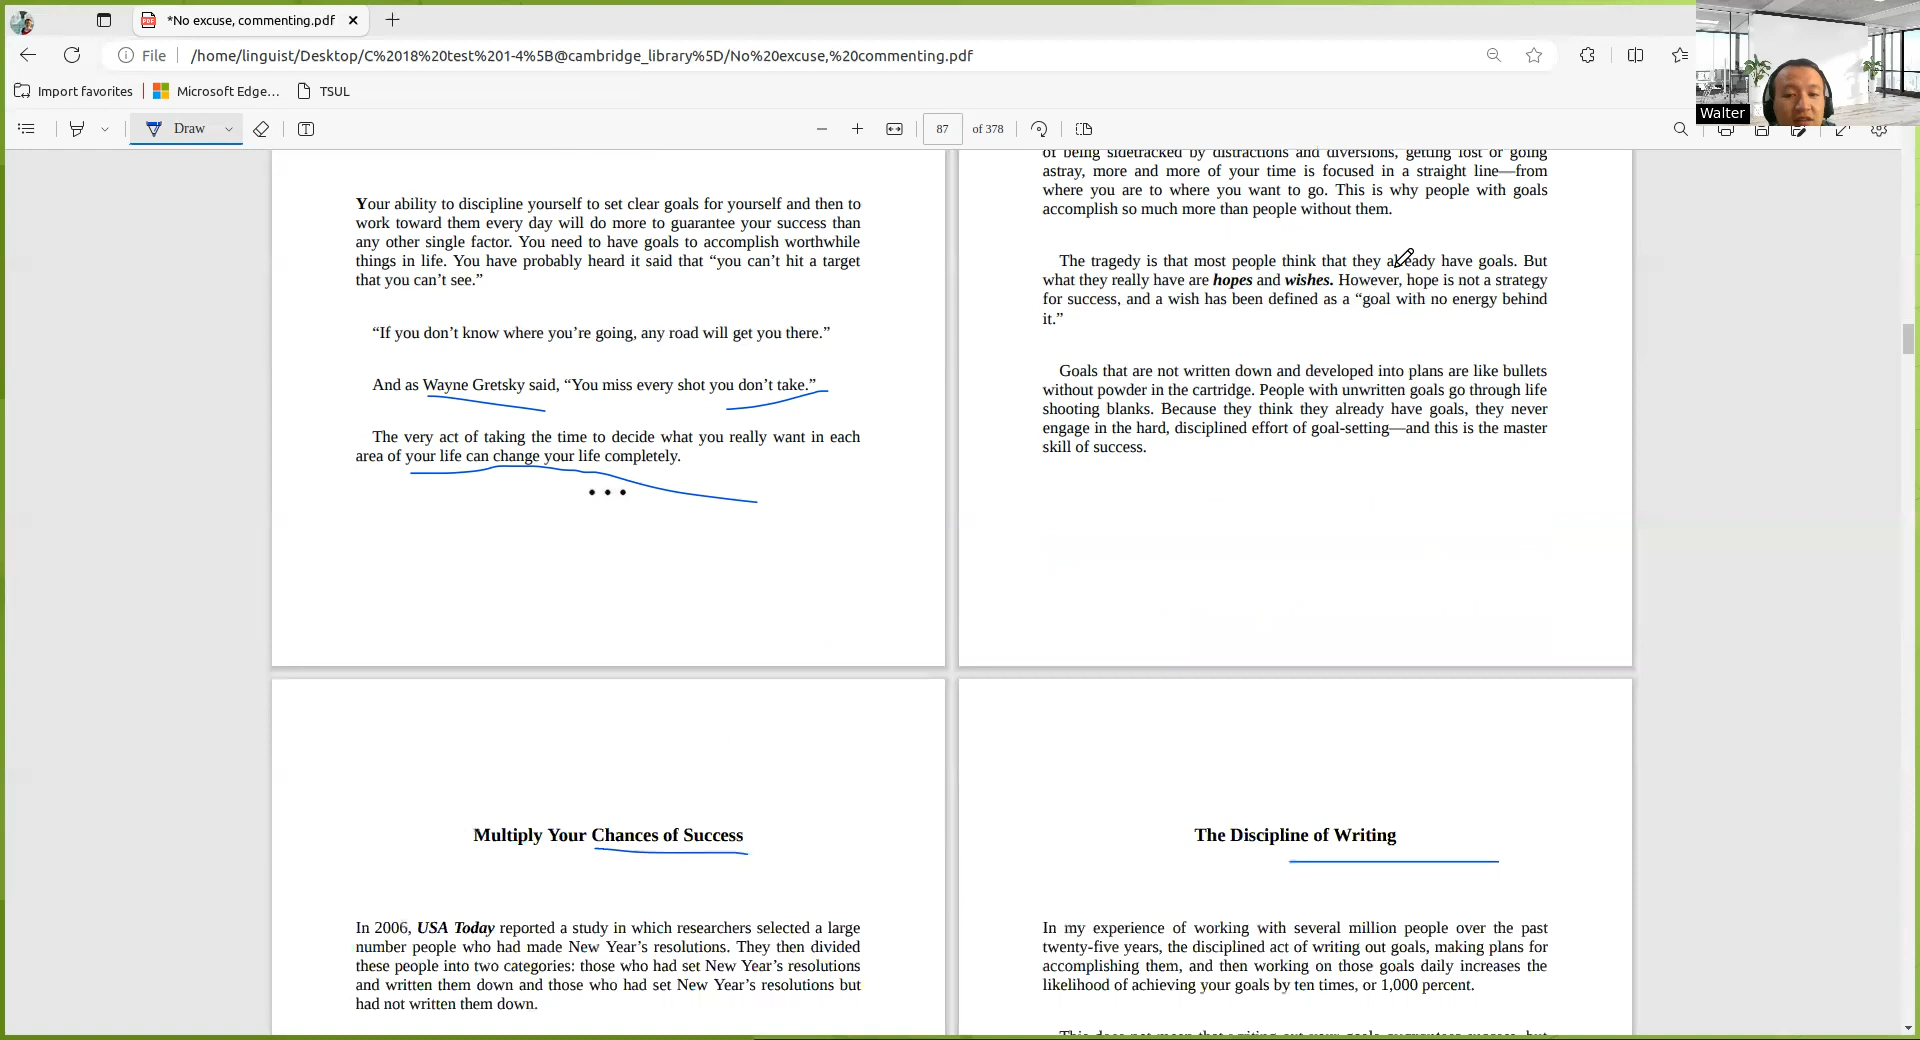 *No excuse, commenting.pdf
File
/home/linguist/Desktop/C%2018%20test%201-4%5B@cambridge_library%5D/No%20excuse,%20commenting.pdf
Import favorites
Microsoft Edge...
TSUL
Walter
Draw
87
of 378
Your ability to discipline yourself to set clear goals for yourself and then to
work toward them every day will do more to guarantee your success than
any other single factor. You need to have goals to accomplish worthwhile
things in life. You have probably heard it said that “you can’t hit a target
that you can’t see.”
“If you don’t know where you’re going, any road will get you there.”
And as Wayne Gretsky said, “You miss every shot you don’t take.”
The very act of taking the time to decide what you really want in each
area of your life can change your life completely.
• • •
of being sidetracked by distractions and diversions, getting lost or going
astray, more and more of your time is focused in a straight line—from
where you are to where you want to go. This is why people with goals
accomplish so much more than people without them.
The tragedy is that most people think that they already have goals. But
what they really have are hopes and wishes. However, hope is not a strategy
for success, and a wish has been defined as a “goal with no energy behind
it.”
Goals that are not written down and developed into plans are like bullets
without powder in the cartridge. People with unwritten goals go through life
shooting blanks. Because they think they already have goals, they never
engage in the hard, disciplined effort of goal-setting—and this is the master
skill of success.
Multiply Your Chances of Success
In 2006, USA Today reported a study in which researchers selected a large
number people who had made New Year’s resolutions. They then divided
these people into two categories: those who had set New Year’s resolutions
and written them down and those who had set New Year’s resolutions but
had not written them down.
The Discipline of Writing
In my experience of working with several million people over the past
twenty-five years, the disciplined act of writing out goals, making plans for
accomplishing them, and then working on those goals daily increases the
likelihood of achieving your goals by ten times, or 1,000 percent.